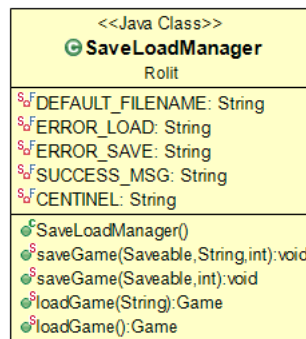 <<Java Class>>
SaveLoadManager
Rolit
DEFAULT_FILENAME: String
ERROR_LOAD: String
ERROR_SAVE: String
SUCCESS_MSG: String
CENTINEL: String
SaveLoadManager()
saveGame(Saveable,String,int):void
saveGame(Saveable,int):void
loadGame(String):Game
loadGame():Game